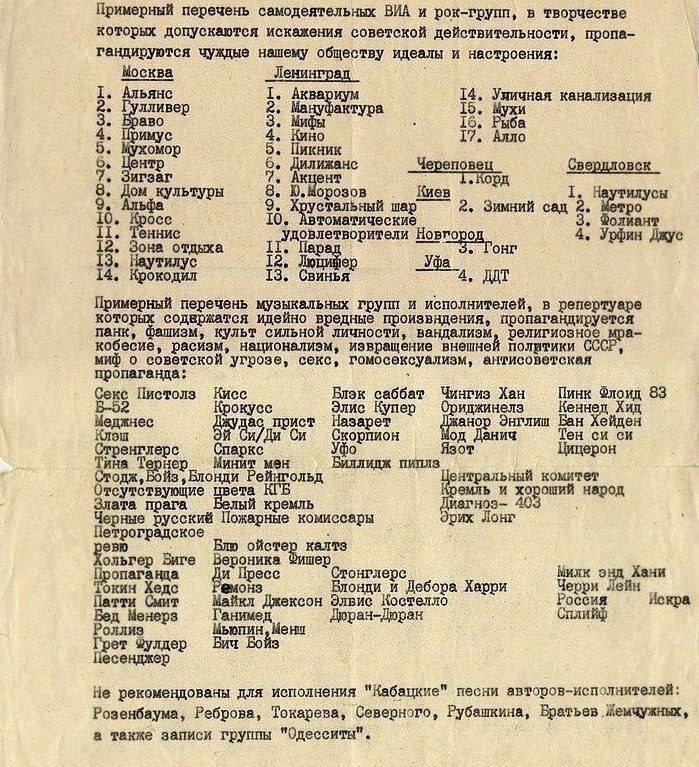 Примерный перечень самодеятельных ВИА и рок-групп, в творчестве
которых допускаются искажения советской действительности, пропа-
гандируются чуждые нашему обществу идеалы и настроения:
Москва Ленинград
1. Альянс 1. Аквариум 14. Уличная канализация
2. Гулливер 2. Мануфактура 15. Мухи
3. Браво 3. Мифы 16. Рыба
4. Примус 4. Кино 17. Алло
5. Мухомор 5. Пикник
6. Центр 6. Дилижанс Череповец Свердловск
7. Зигзаг 7. Акцент 1.Корд
8. Дом культуры 8. Ю.Морозов Киев 1. Наутилусы
9. Альфа 9. Хрустальный шар 2. Зимний сад 2. Метро
10. Кросс 10. Автоматические 3. Фолиант
11. Теннис удовлетворители Новгород 4. Урфин Джус
12. Зона отдыха 11. Парад 3. Гонг
13. Наутилус 12. Люцифер Уфа
14. Крокодил 13. Свинья 4. ДДТ
Примерный перечень музыкальных групп и исполнителей, в репертуаре
которых содержатся идейно вредные произвндения, пропагандируется
панк, фашизм, культ сильной личности, вандализм, религиозное мра-
кобесие, расизм, национализм, извращение внешней политики СССР,
миф о советской угрозе, секс, гомосексуализм, антисоветская
пропаганда:
Секс Пистолз Кисс Блэк саббат Чингиз Хан Пинк Флоид 83
Б-52 Крокусс Элис Купер Ориджинелз Кеннед Хид
Меджнес Джудас прист Назарет Джанор Энглиш Бан Хейден
Клэш Эй Си/Ди Си Скорпион Мод Данич Тен си си
Стренглерс Спаркс Уфо Язот Цицерон
Тина Тернер Минит мен Биллидж пиплз
Стодж,Бойз,Блонди Рейнгольд Центральный комитет
Отсутствующие цвета КГБ Кремль и хороший народ
Злата прага Белый кремль Диагноз- 403
Черные русский Пожарные комиссары Эрих Лонг
Петроградское
ревю Блю ойстер калтз
Хольгер Биге Вероника Фишер
Пропаганда Ди Пресс Стонглерс Милк энд Хани
Токин Хедс Ремонз Блонди и Дебора Харри Черри Лейн
Патти Смит Майкл Джексон Элвис Костелло Россия Искра
Бед Менерз Ганимед Дюран-Дюран Сплийф
Роллиз Мьюпин,Менш
Грет Фулдер Бич Бойз
Песенджер
Не рекомендованы для исполнения "Кабацкие" песни авторов-исполнителей:
Розенбаума, Реброва, Токарева, Северного, Рубашкина, Братьев Жемчужных,
а также записи группы "Одесситы".